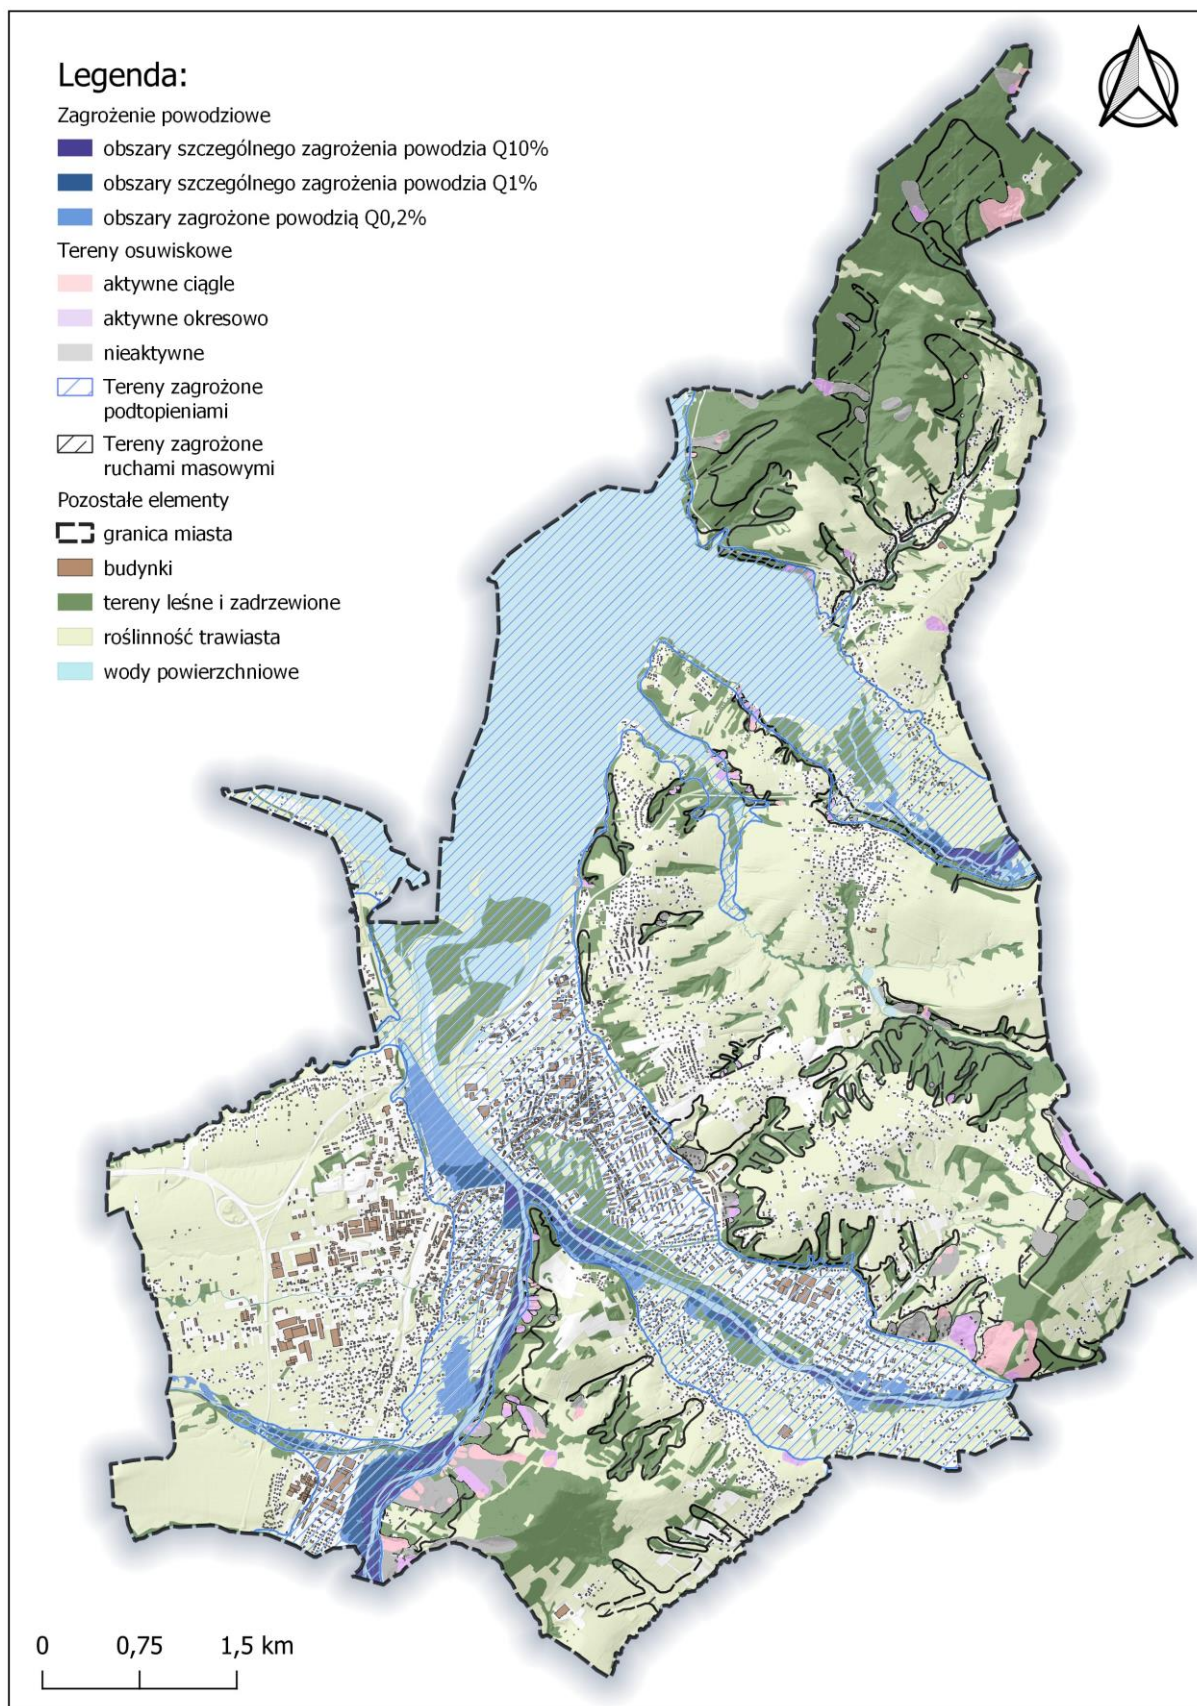 Legenda:
Zagrożenie powodziowe
obszary szczególnego zagrożenia powodzia Q10%
obszary szczególnego zagrożenia powodzia Q1%
obszary zagrożone powodzią Q0,2%
Tereny osuwiskowe
aktywne ciągle
aktywne okresowo
nieaktywne
Tereny zagrożone
podtopieniami
Tereny zagrożone
ruchami masowymi
Pozostałe elementy
granica miasta
budynki
tereny leśne i zadrzewione
roślinność trawiasta
wody powierzchniowe
0 0,75 1,5 km